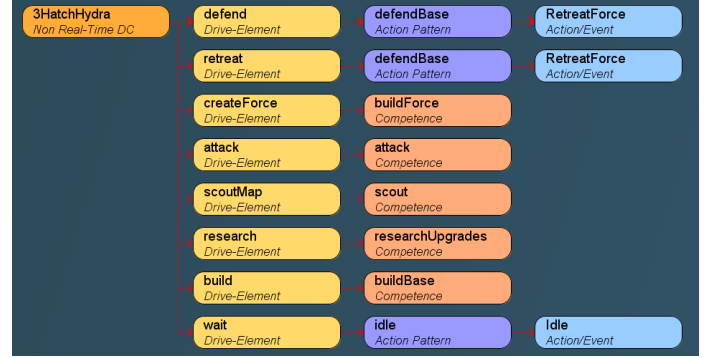 3HatchHydra
Non Real-Time DC
defend
Drive-Element
defendBase
Action Pattern
RetreatForce
Action/Event
retreat
Drive-Element
defendBase
Action Pattern
RetreatForce
Action/Event
createForce
Drive-Element
buildForce
Competence
attack
Drive-Element
attack
Competence
scoutMap
Drive-Element
scout
Competence
research
Drive-Element
researchUpgrades
Competence
build
Drive-Element
buildBase
Competence
wait
Drive-Element
idle
Action Pattern
Idle
Action/Event